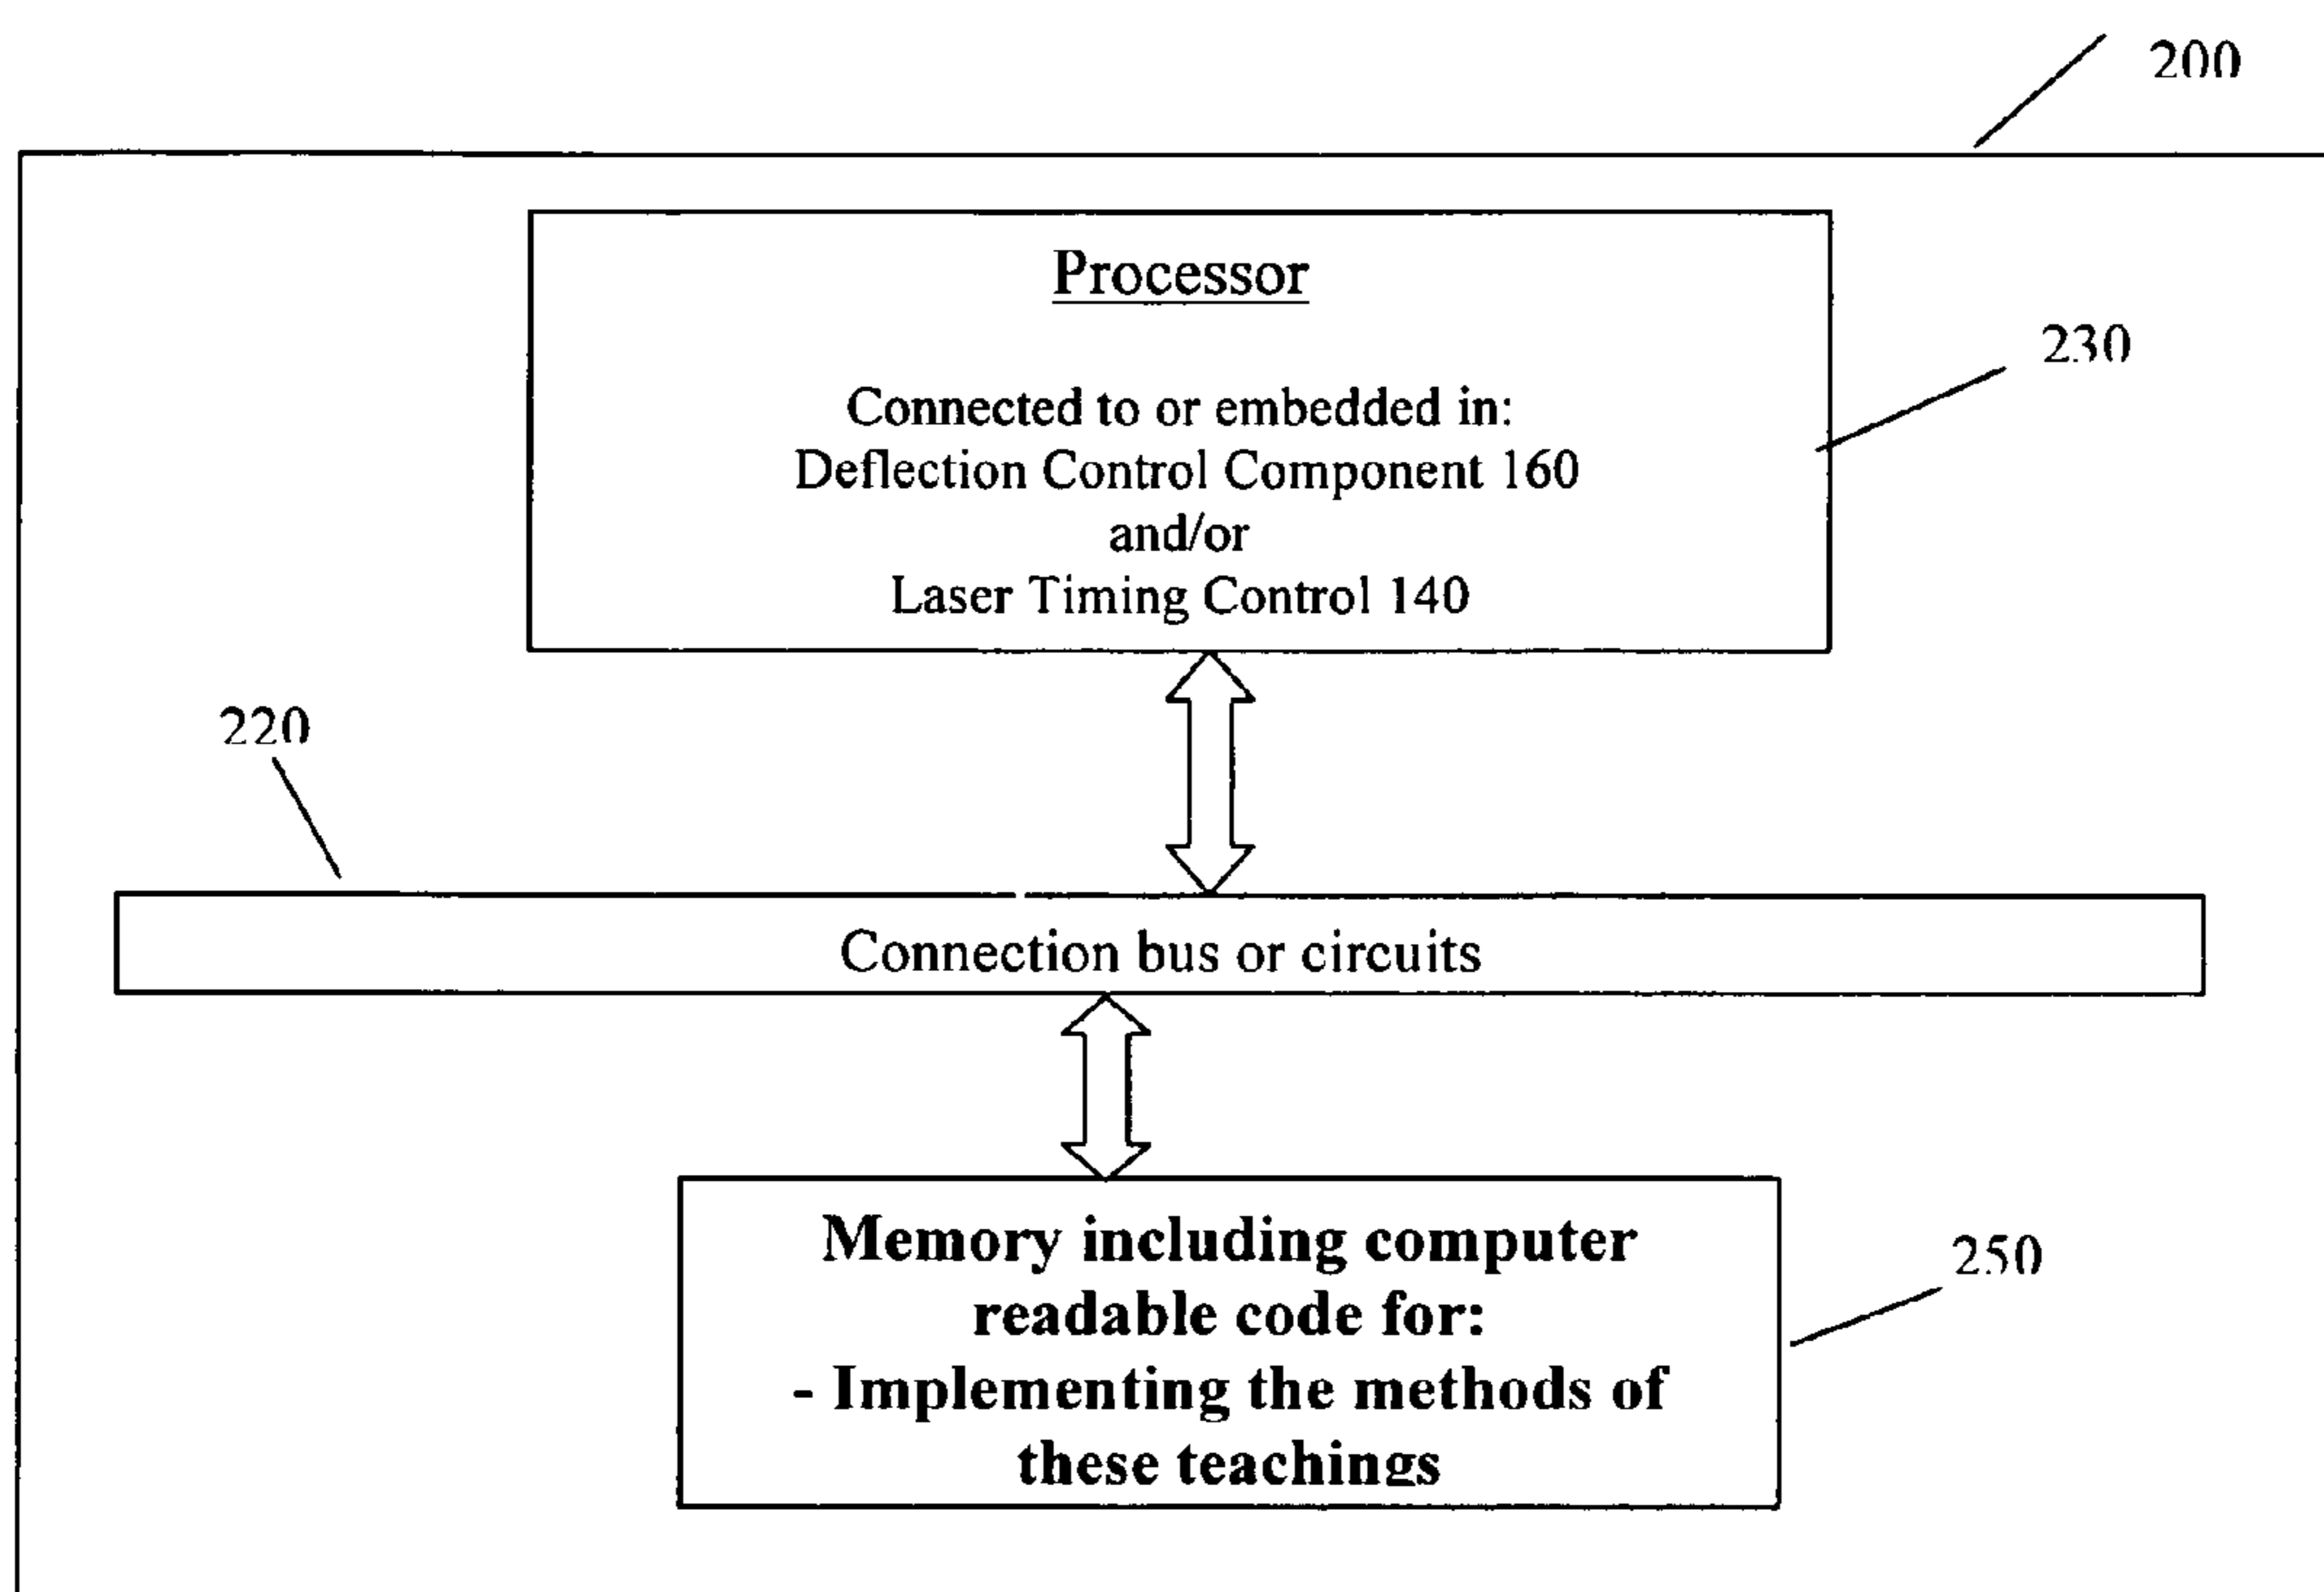 200
Processor
230
Connected to or embedded in:
Deflection Control Component 160
and/or
Laser Timing Control 140
220
Connection bus or circuits
Memory including computer
readable code for:
250
- Implementing the methods of
these teachings